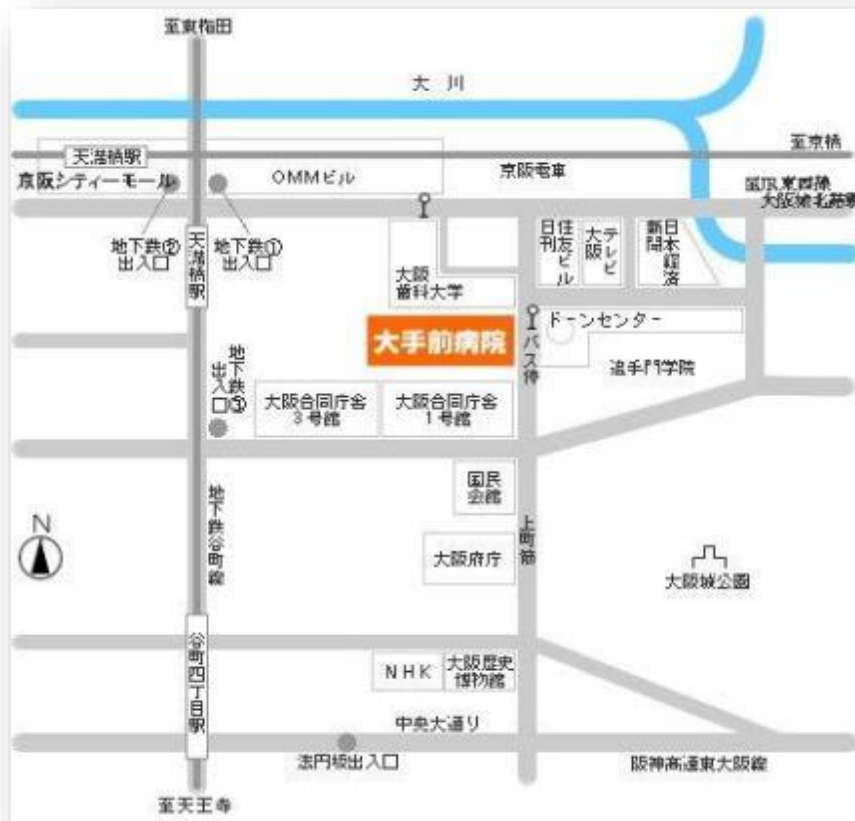 至東梅田
大川
至京橋
天満橋駅
京阪シティーモール
OMMビル
京阪電車
至JR東西線
大阪城北詰駅
地下鉄②
出入口
地下鉄①
出入口
天満橋駅
大阪
歯科大学
日刊
住友ビル
大阪
テレビ
日本経済
新聞
大手前病院
バス停
ドーンセンター
追手門学院
地下鉄③
出入口
大阪合同庁舎
3号館
大阪合同庁舎
1号館
国民
会館
N
地下鉄谷町線
上町筋
大阪府庁
大阪城公園
谷町四丁目駅
NHK
大阪歴史
博物館
中央大通り
法円坂出入口
阪神高速東大阪線
至天王寺